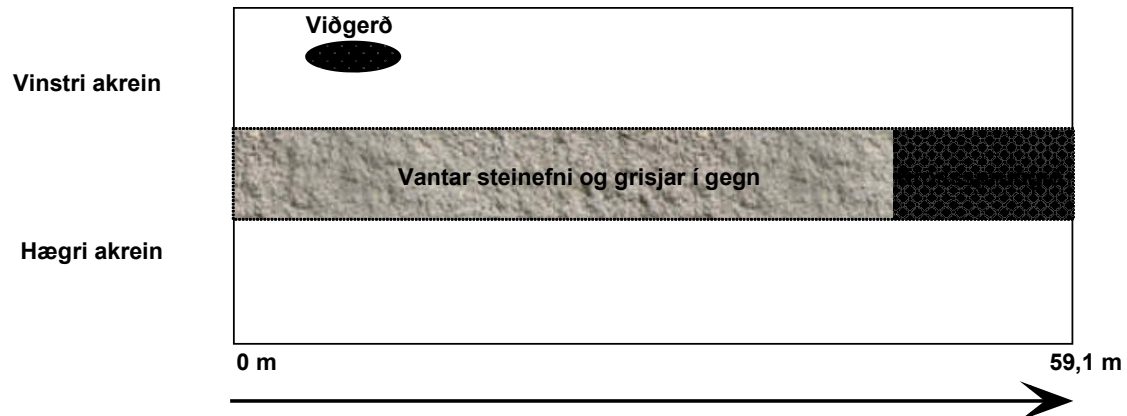 Viðgerð
Vinstri akrein
Vantar steinefni og grisjar í gegn
Hægri akrein
0 m
59,1 m